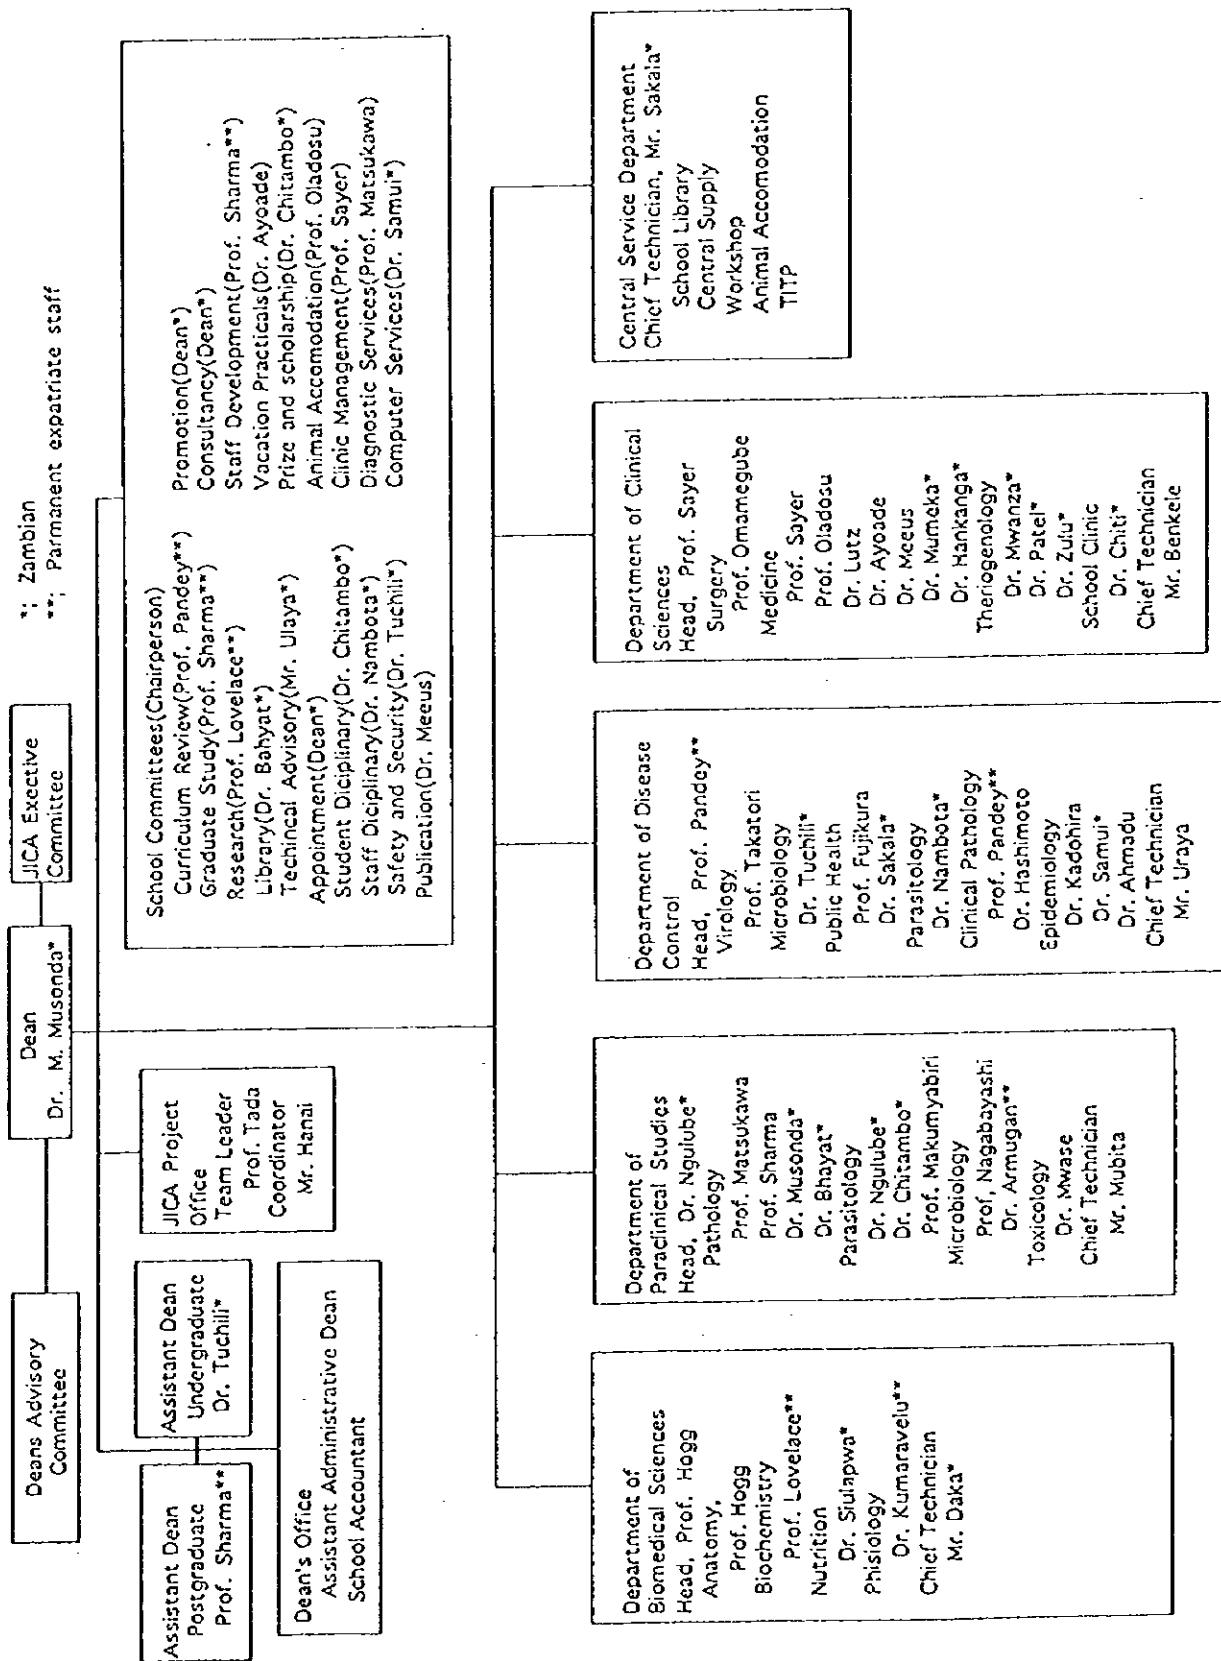 *; Zambian
**; Parmanent expatriate staff
Deans Advisory
Committee
Dean
Dr. M. Musonda*
JICA Exective
Committee
Assistant Dean
Postgraduate
Prof. Sharma**
Assistant Dean
Undergraduate
Dr. Tuchili*
Dean's Office
Assistant Administrative Dean
School Accountant
JICA Project
Office
Team Leader
Prof. Tada
Coordinator
Mr. Hanai
School Committees(Chairperson)
Curriculum Review(Prof. Pandey**)
Graduate Study(Prof. Sharma**)
Research(Prof. Lovelace**)
Library(Dr. Bahyat*)
Techincal Advisory(Mr. Ulaya*)
Appointment(Dean*)
Student Diciplinary(Dr. Chitambo*)
Staff Diciplinary(Dr. Nambota*)
Safety and Security(Dr. Tuchili*)
Publication(Dr. Meeus)
Promotion(Dean*)
Consultancy(Dean*)
Staff Development(Prof. Sharma**)
Vacation Practicals(Dr. Ayoade)
Prize and scholarship(Dr. Chitambo*)
Animal Accomodation(Prof. Oladosu)
Clinic Management(Prof. Sayer)
Diagnostic Services(Prof. Matsukawa)
Computer Services(Dr. Samui*)
Department of
Biomedical Sciences
Head, Prof. Hogg
Anatomy,
Prof. Hogg
Biochemistry
Prof. Lovelace**
Nutrition
Dr. Siulapwa*
Phisiology
Dr. Kumaravelu**
Chief Technician
Mr. Daka*
Department of
Paraclinical Studies
Head, Dr. Ngulube*
Pathology
Prof. Matsukawa
Prof. Sharma
Dr. Musonda*
Dr. Bhayat*
Parasitology
Dr. Ngulube*
Dr. Chitambo*
Prof. Makumyabiri
Microbiology
Prof, Nagabayashi
Dr. Arnugan**
Toxicology
Dr. Mwase
Chief Technician
Mr. Mubita
Department of Disease
Control
Head, Prof. Pandey**
Virology
Prof. Takatori
Microbiology
Dr. Tuchili*
Public Health
Prof. Fujikura
Dr. Sakala*
Parasitology
Dr. Nambota*
Clinical Pathology
Prof. Pandey**
Dr. Hashimoto
Epidemiology
Dr. Kadohira
Dr. Samui*
Dr. Ahmadu
Chief Technician
Mr. Uraya
Department of Clinical
Sciences
Head, Prof. Sayer
Surgery
Prof. Omamegube
Medicine
Prof. Sayer
Prof. Oladosu
Dr. Lutz
Dr. Ayoade
Dr. Meeus
Dr. Mumeka*
Dr. Hankanga*
Theriogenology
Dr. Mwanza*
Dr. Patel*
Dr. Zulu*
School Clinic
Dr. Chiti*
Chief Technician
Mr. Benkele
Central Service Department
Chief Technician, Mr. Sakala*
School Library
Central Supply
Workshop
Animal Accomodation
TITP